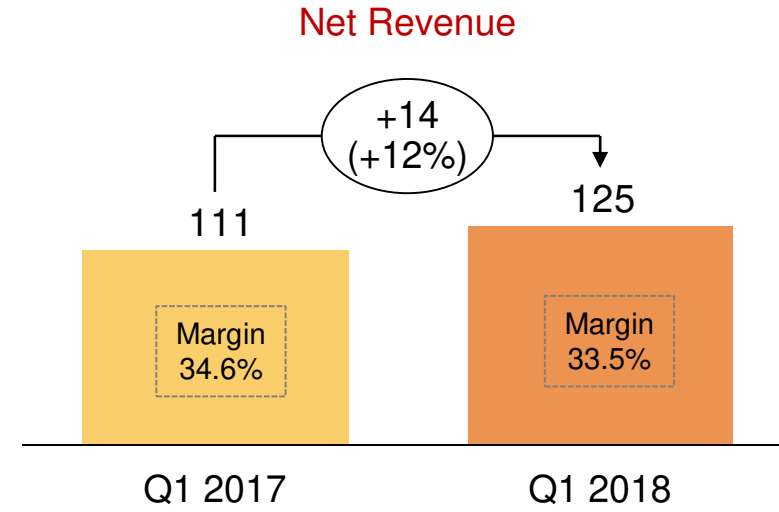 Net Revenue
+14
(+12%)
111
125
Margin
34.6%
Margin
33.5%
Q1 2017
Q1 2018